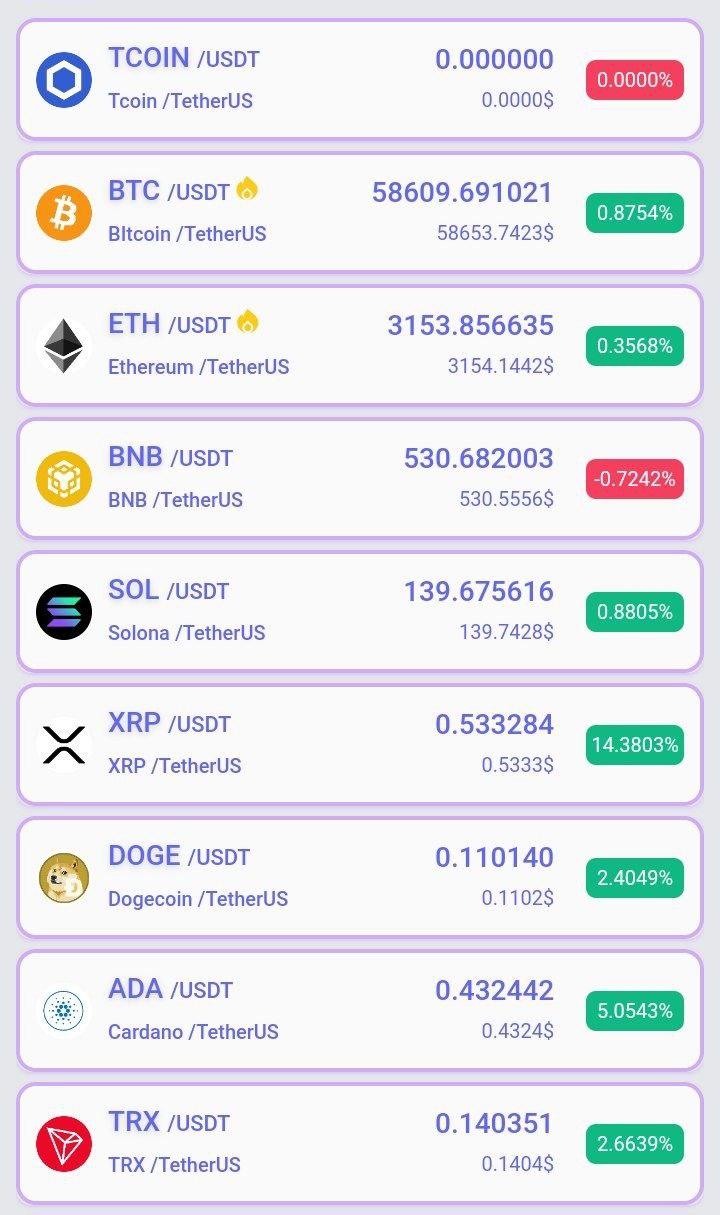 TCOIN /USDT 0.000000
Tcoin /TetherUS 0.0000$ 0.0000%
BTC /USDT 58609.691021
BItcoin /TetherUS 58653.7423$ 0.8754%
ETH /USDT 3153.856635
Ethereum /TetherUS 3154.1442$ 0.3568%
BNB /USDT 530.682003
BNB /TetherUS 530.5556$ -0.7242%
SOL /USDT 139.675616
Solona /TetherUS 139.7428$ 0.8805%
XRP /USDT 0.533284
XRP /TetherUS 0.5333$ 14.3803%
DOGE /USDT 0.110140
Dogecoin /TetherUS 0.1102$ 2.4049%
ADA /USDT 0.432442
Cardano /TetherUS 0.4324$ 5.0543%
TRX /USDT 0.140351
TRX /TetherUS 0.1404$ 2.6639%